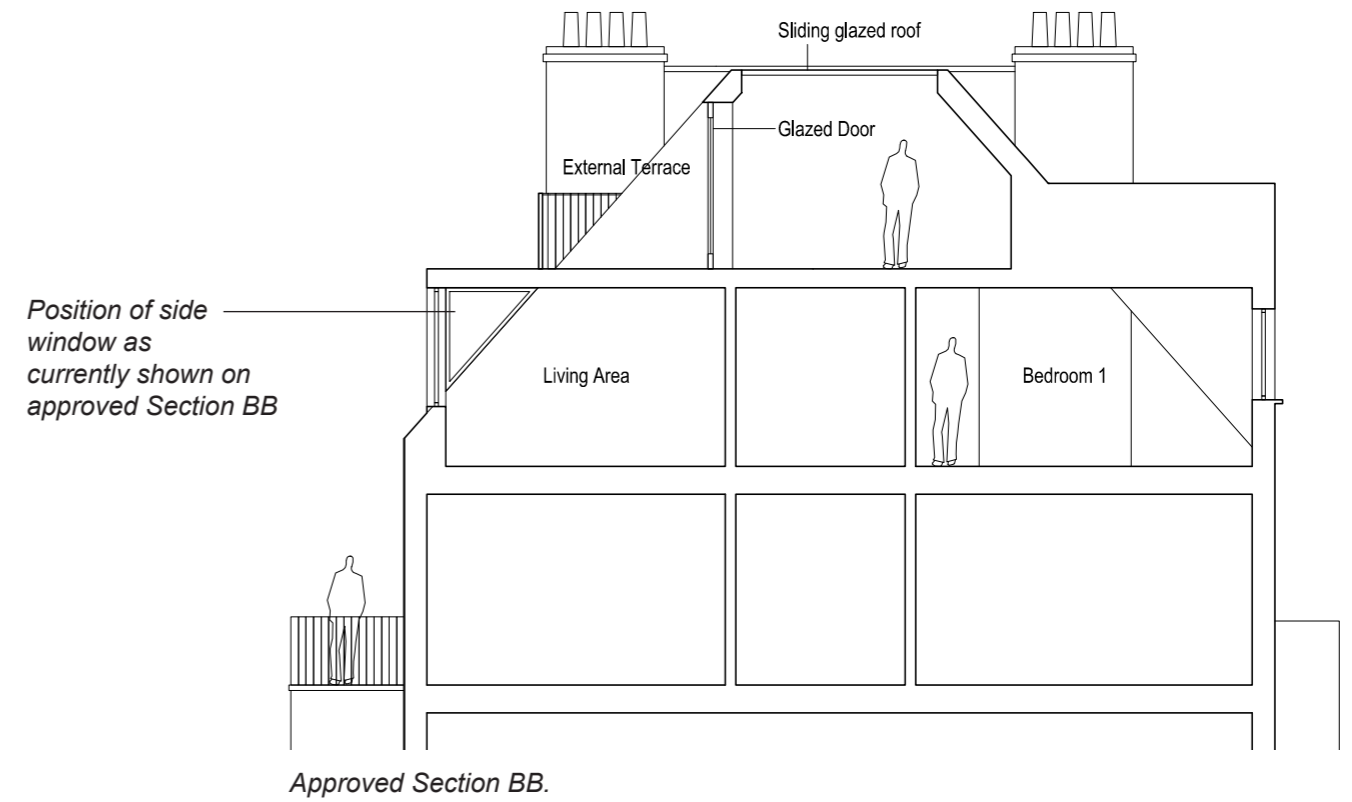 Sliding glazed roof
Glazed Door
External Terrace
Position of side
window as
currently shown on
approved Section BB
Living Area
Bedroom 1
Approved Section BB.